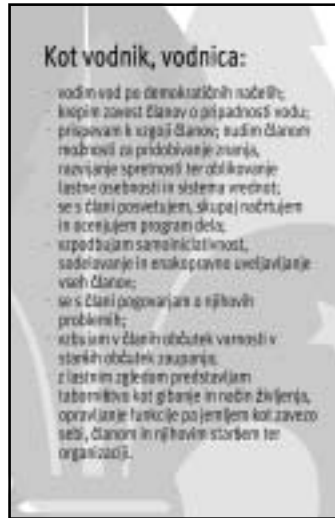 Kot vodnik, vodnica:
- vodim vod po demokratičnih načelih;
- krepim zavest članov o pripadnosti vodu;
- prispevam k vzgoji članov; nudim članom
možnosti za pridobivanje znanja,
razvijanje spretnosti ter oblikovanje
lastne osebnosti in sistema vrednot;
- se s člani posvetujem, skupaj načrtujem
in ocenjujem program dela;
- vzpodbujam samoiniciativnost,
sodelovanje in enakopravno uveljavljanje
vseh članov;
- se s člani pogovarjam o njihovih
problemih;
- vzbujam v članih občutek varnosti v
starših občutek zaupanja;
- z lastnim zgledom predstavljam
taborništvo kot gibanje in način življenja,
opravljanje funkcije pa jemljem kot zavezo
sebi, članom in njihovim staršem ter
organizaciji.